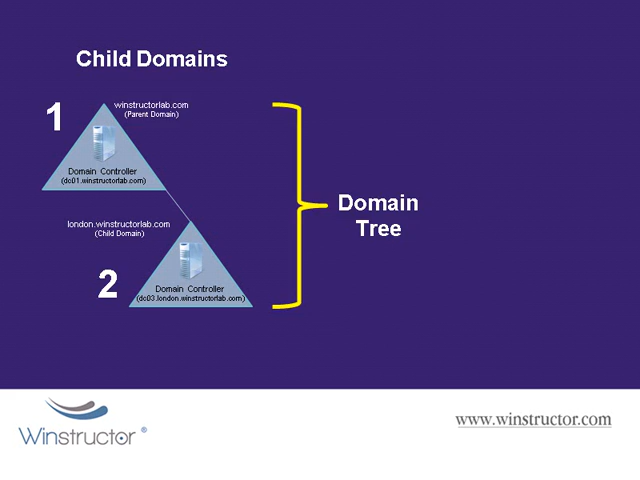 Child Domains
1
winstructorlab.com
(Parent Domain)
Domain Controller
(dc01.winstructorlab.com)
Domain
Tree
london.winstructorlab.com
(Child Domain)
2
Domain Controller
(dc03.london.winstructorlab.com)
Winstructor®
www.winstructor.com